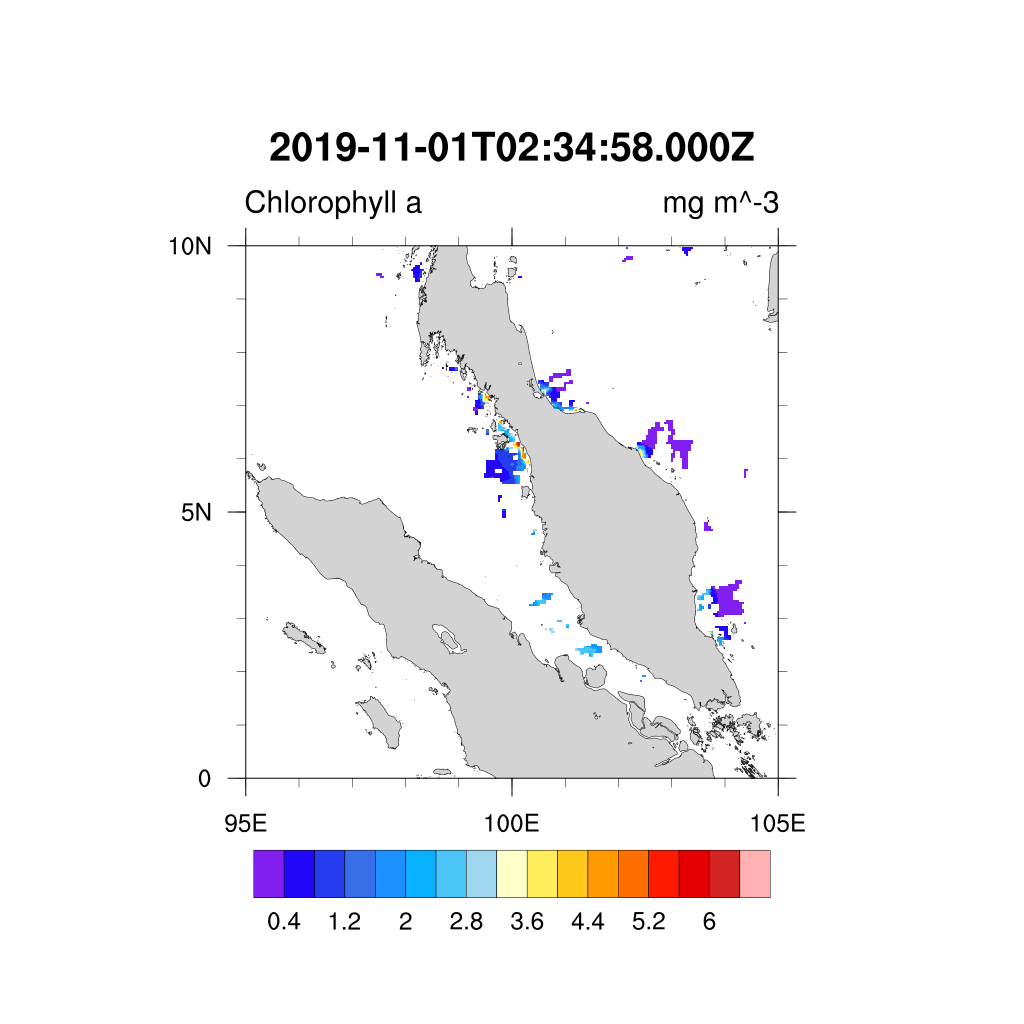 2019-11-01T02:34:58.000Z
Chlorophyll a mg m^-3
10N
5N
0
95E 100E 105E
0.4 1.2 2 2.8 3.6 4.4 5.2 6